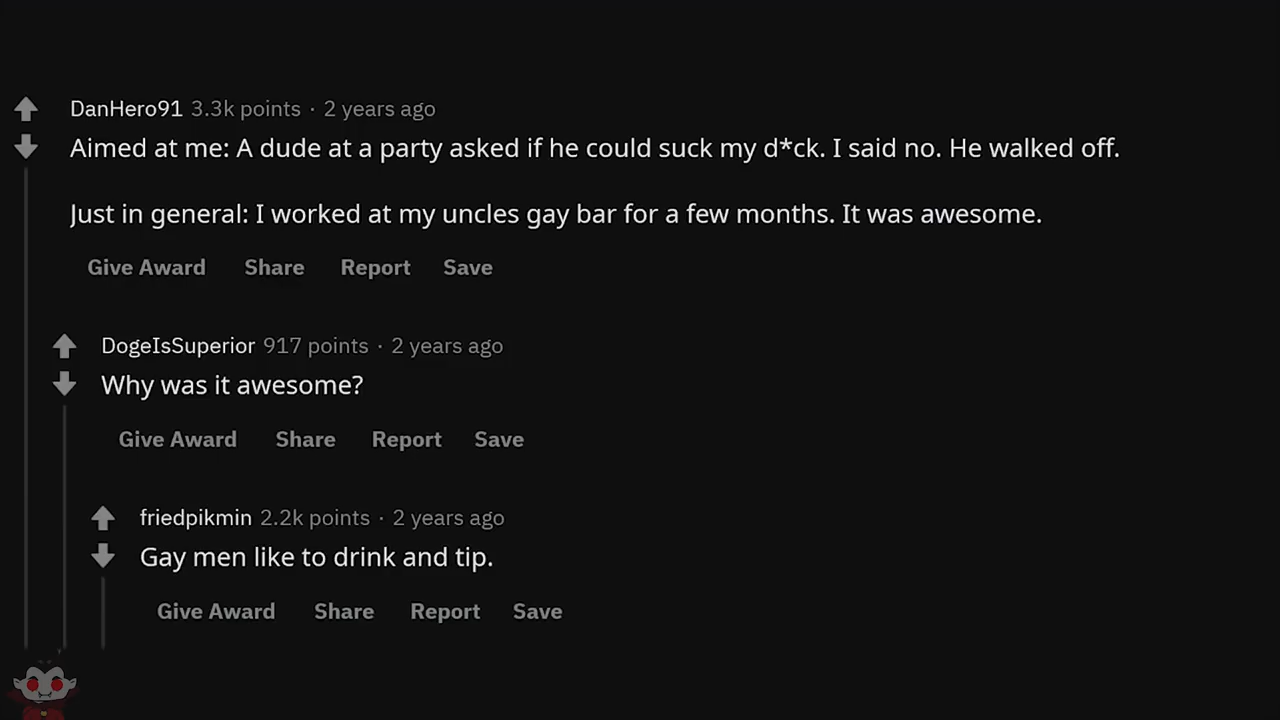 DanHero91 3.3k points · 2 years ago
Aimed at me: A dude at a party asked if he could suck my d*ck. I said no. He walked off.
Just in general: I worked at my uncles gay bar for a few months. It was awesome.
Give Award Share Report Save
DogeIsSuperior 917 points · 2 years ago
Why was it awesome?
Give Award Share Report Save
friedpikmin 2.2k points · 2 years ago
Gay men like to drink and tip.
Give Award Share Report Save